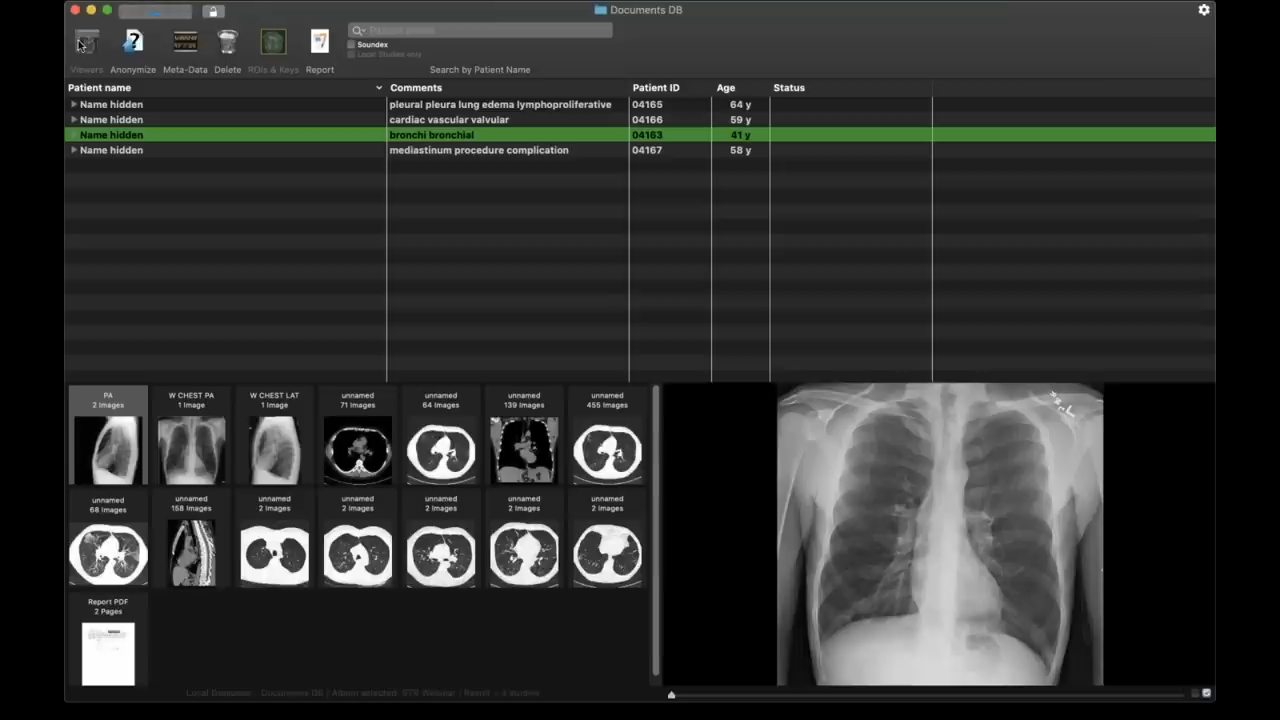 Documents DB
Soundex
Local Studies only
Viewers Anonymize Meta-Data Delete ROIs & Keys Report Search by Patient Name
Patient name Comments Patient ID Age Status
Name hidden pleural pleura lung edema lymphoproliferative 04165 64 y
Name hidden cardiac vascular valvular 04166 59 y
Name hidden bronchi bronchial 04163 41 y
Name hidden mediastinum procedure complication 04167 58 y
PA W CHEST PA W CHEST LAT unnamed unnamed unnamed unnamed
2 Images 1 Image 1 Image 71 Images 64 Images 139 Images 455 Images
unnamed unnamed unnamed unnamed unnamed unnamed unnamed
68 Images 158 Images 2 Images 2 Images 2 Images 2 Images 2 Images
Report PDF
2 Pages